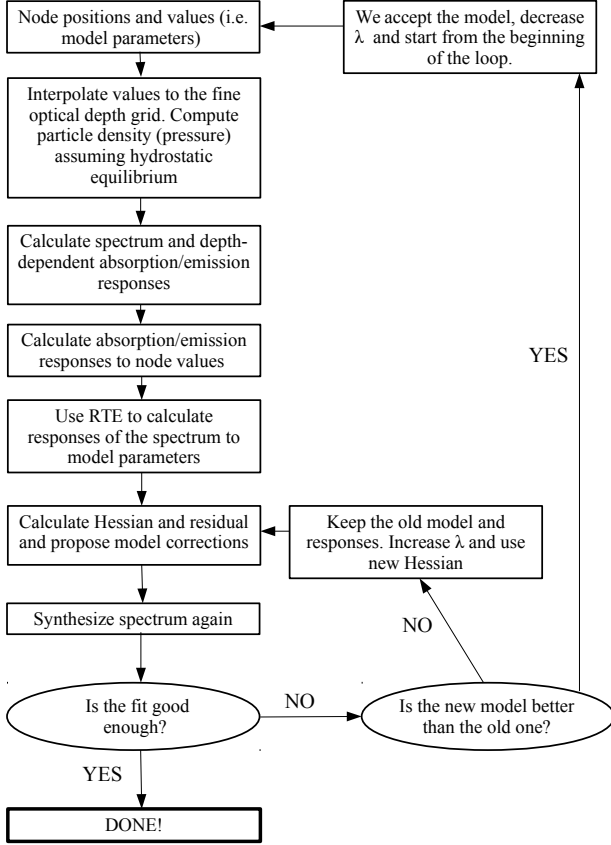 Node positions and values (i.e.
model parameters)
We accept the model, decrease
λ and start from the beginning
of the loop.
Interpolate values to the fine
optical depth grid. Compute
particle density (pressure)
assuming hydrostatic
equilibrium
Calculate spectrum and depth-
dependent absorption/emission
responses
Calculate absorption/emission
responses to node values
YES
Use RTE to calculate
responses of the spectrum to
model parameters
Calculate Hessian and residual
and propose model corrections
Keep the old model and
responses. Increase λ and use
new Hessian
Synthesize spectrum again
NO
Is the fit good
enough?
NO
Is the new model better
than the old one?
YES
DONE!